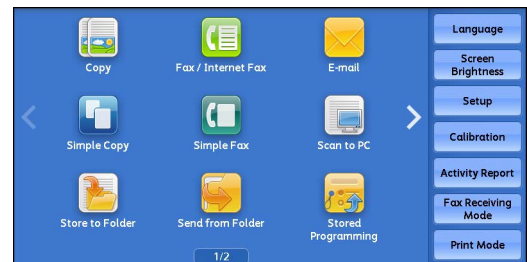 Copy
Fax / Internet Fax
E-mail
Simple Copy
Simple Fax
Scan to PC
Store to Folder
Send from Folder
Stored
Programming
1/2
Language
Screen
Brightness
Setup
Calibration
Activity Report
Fax Receiving
Mode
Print Mode